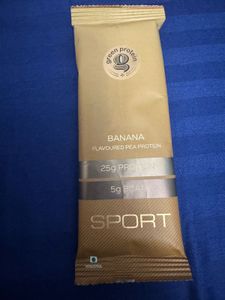 green protein
g
BANANA
FLAVOURED PEA PROTEIN
25g PROTEIN
5g BCAA
SPORT